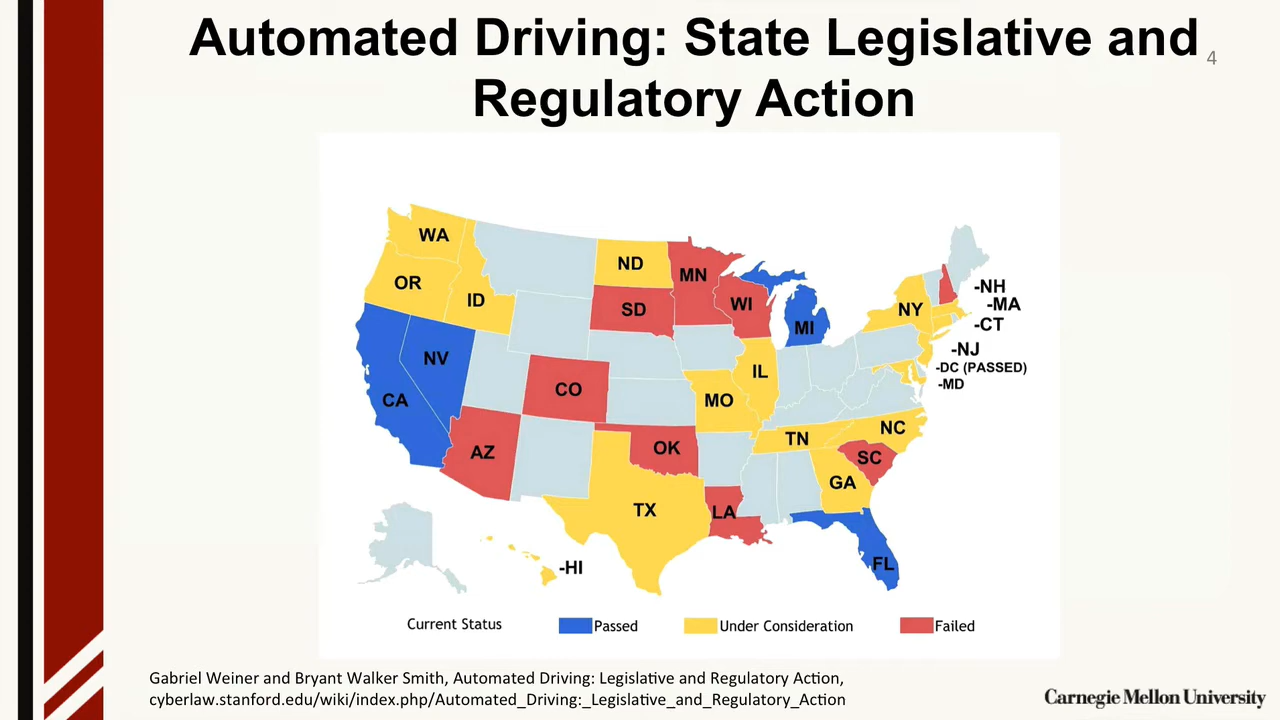 Automated Driving: State Legislative and
Regulatory Action
4
WA
OR
ID
ND
MN
SD
WI
MI
NY
-NH
-MA
-CT
-NJ
-DC (PASSED)
-MD
NV
CA
CO
IL
MO
AZ
OK
TN
NC
SC
GA
TX
LA
FL
-HI
Current Status
Passed
Under Consideration
Failed
Gabriel Weiner and Bryant Walker Smith, Automated Driving: Legislative and Regulatory Action,
cyberlaw.stanford.edu/wiki/index.php/Automated_Driving:_Legislative_and_Regulatory_Action
Carnegie Mellon University